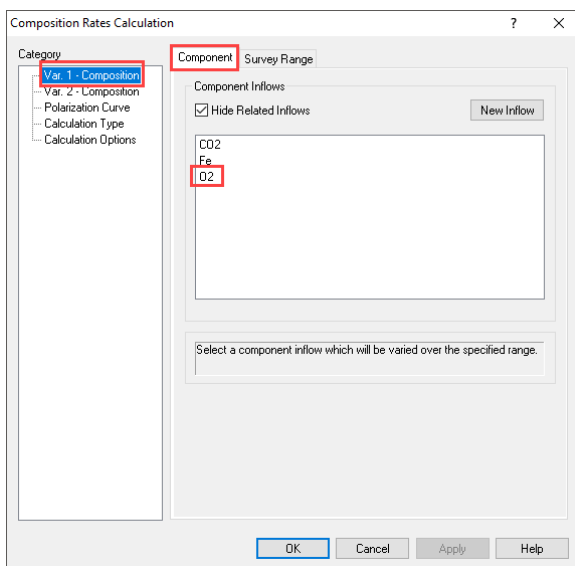 Composition Rates Calculation ?
Category
Var. 1 - Composition
Var. 2 - Composition
Polarization Curve
Calculation Type
Calculation Options
Component Survey Range
Component Inflows
Hide Related Inflows New Inflow
CO2
Fe
O2
Select a component inflow which will be varied over the specified range.
OK Cancel Apply Help